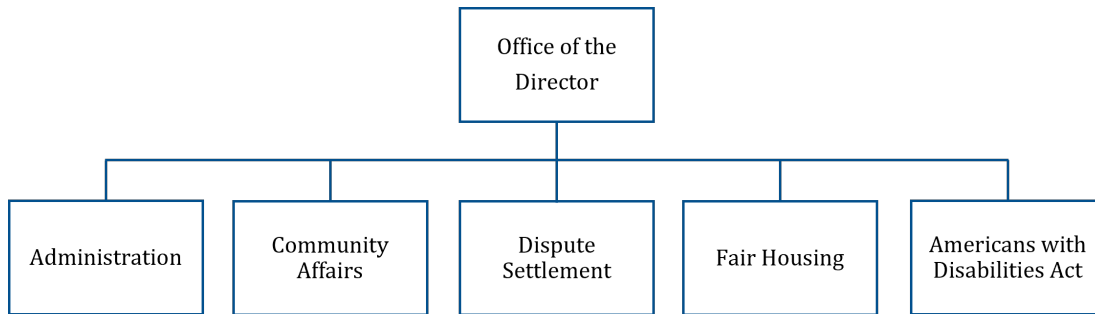 Office of the
Director
Administration
Community
Affairs
Dispute
Settlement
Fair Housing
Americans with
Disabilities Act